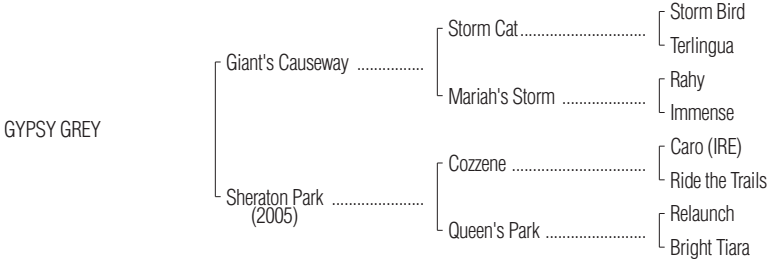 Storm Bird
Storm Cat..............................
Terlingua
Giant's Causeway ................
Rahy
Mariah's Storm ....................
Immense
GYPSY GREY
Caro (IRE)
Cozzene ................................
Ride the Trails
Sheraton Park ......................
(2005)
Relaunch
Queen's Park ........................
Bright Tiara